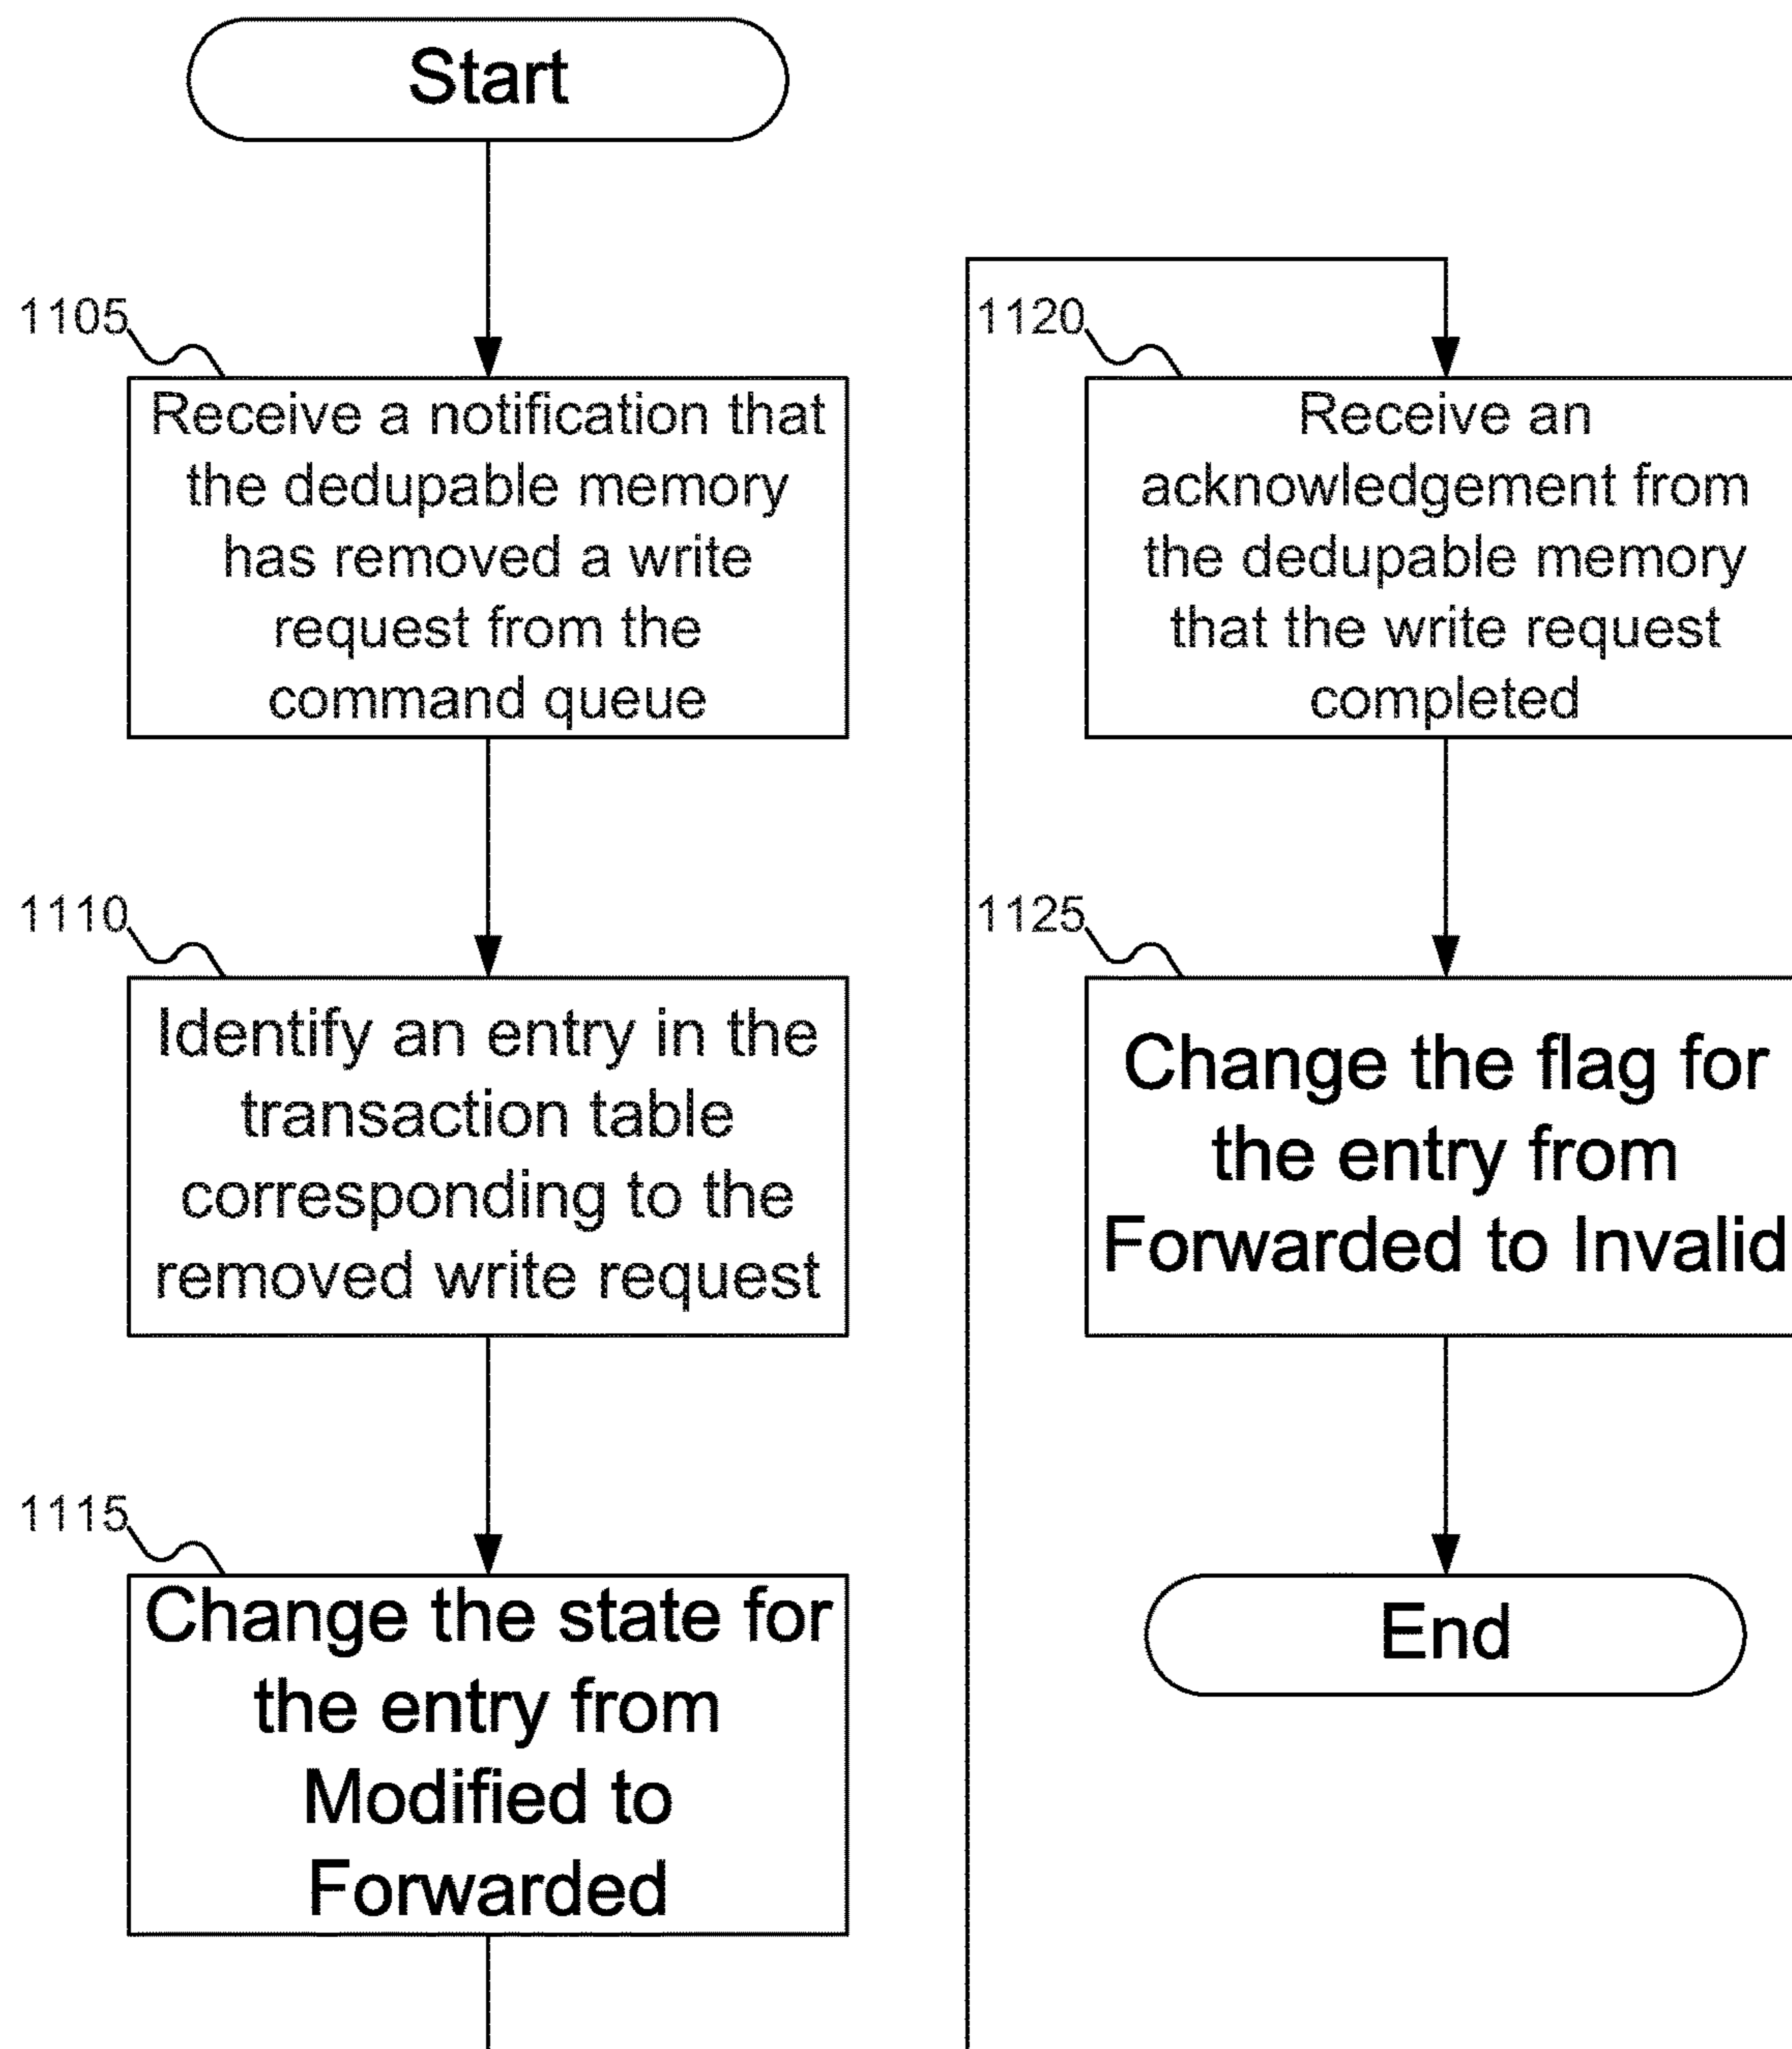 Start
1105
Receive a notification that
the dedupable memory
has removed a write
request from the
command queue
1110
Identify an entry in the
transaction table
corresponding to the
removed write request
1115
Change the state for
the entry from
Modified to
Forwarded
1120
Receive an
acknowledgement from
the dedupable memory
that the write request
completed
1125
Change the flag for
the entry from
Forwarded to Invalid
End